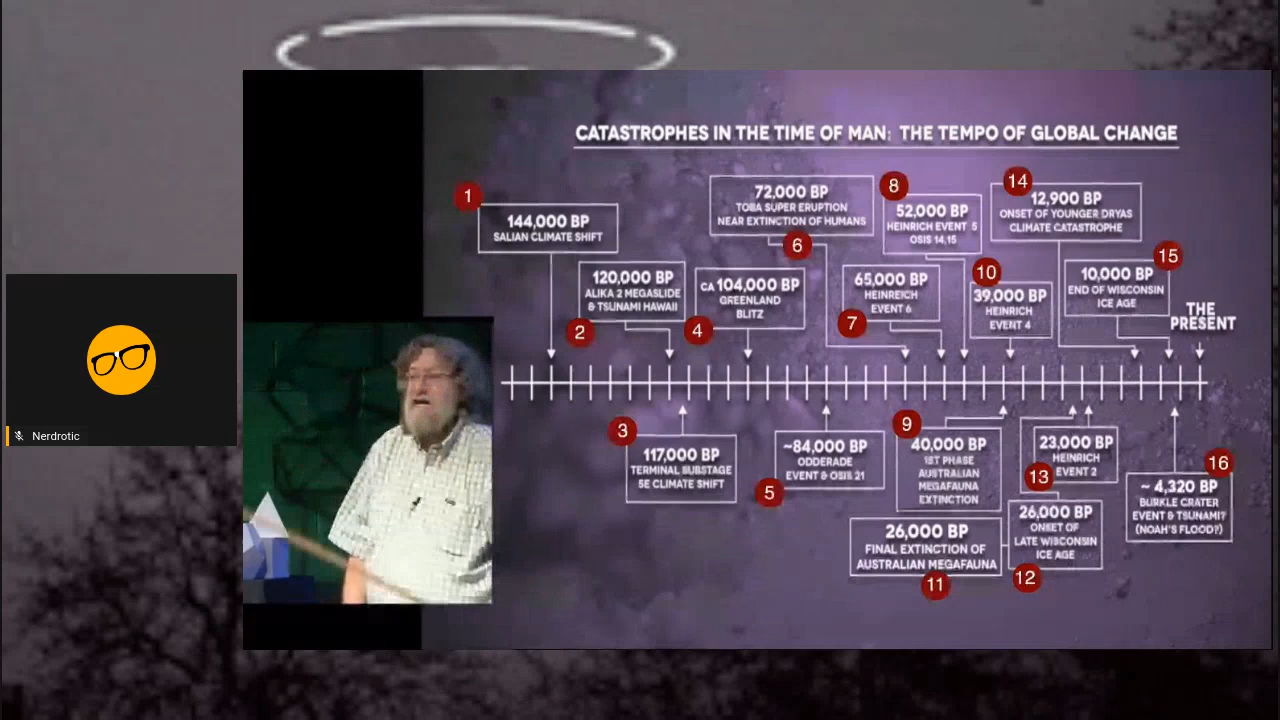 CATASTROPHES IN THE TIME OF MAN: THE TEMPO OF GLOBAL CHANGE
1
144,000 BP
SALIAN CLIMATE SHIFT
2
120,000 BP
ALIKA 2 MEGASLIDE
& TSUNAMI HAWAII
3
117,000 BP
TERMINAL SUBSTAGE
5E CLIMATE SHIFT
4
CA 104,000 BP
GREENLAND
BLITZ
5
~84,000 BP
ODDERADE
EVENT & OSIS 21
6
72,000 BP
TOBA SUPER ERUPTION
NEAR EXTINCTION OF HUMANS
7
65,000 BP
HEINREICH
EVENT 6
8
52,000 BP
HEINRICH EVENT 5
OSIS 14,15
9
40,000 BP
1ST PHASE
AUSTRALIAN
MEGAFAUNA
EXTINCTION
10
39,000 BP
HEINRICH
EVENT 4
11
26,000 BP
FINAL EXTINCTION OF
AUSTRALIAN MEGAFAUNA
12
26,000 BP
ONSET OF
LATE WISCONSIN
ICE AGE
13
23,000 BP
HEINRICH
EVENT 2
14
12,900 BP
ONSET OF YOUNGER DRYAS
CLIMATE CATASTROPHE
15
10,000 BP
END OF WISCONSIN
ICE AGE
16
~ 4,320 BP
BURKLE CRATER
EVENT & TSUNAMI?
(NOAH'S FLOOD?)
THE
PRESENT
Nerdrotic